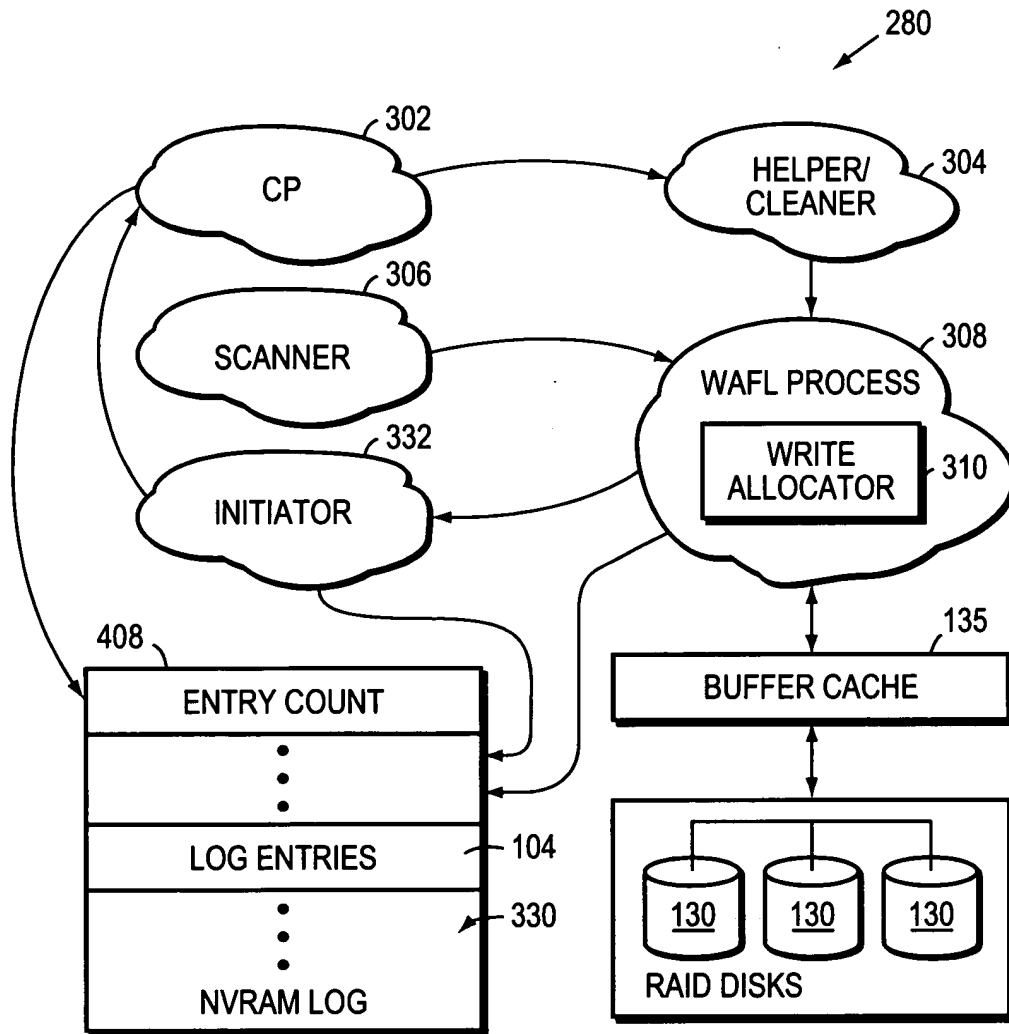 280
302
CP
HELPER/
CLEANER
304
306
SCANNER
308
WAFL PROCESS
WRITE
ALLOCATOR
310
332
INITIATOR
408
ENTRY COUNT
135
BUFFER CACHE
LOG ENTRIES
104
330
NVRAM LOG
130
130
130
RAID DISKS